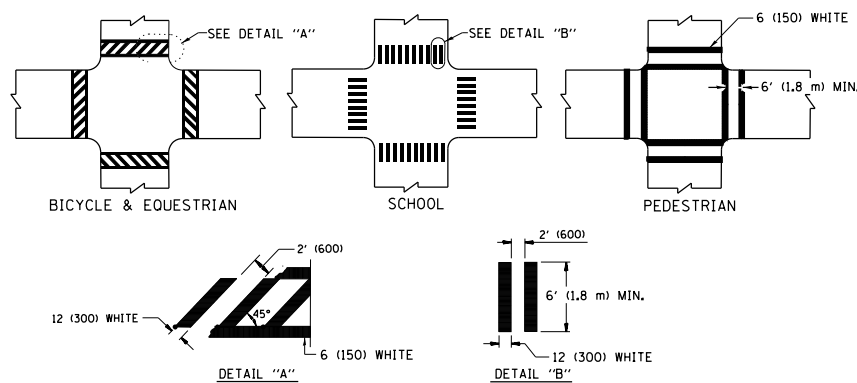 SEE DETAIL "A"
SEE DETAIL "B"
6 (150) WHITE
6' (1.8 m) MIN.
BICYCLE & EQUESTRIAN
SCHOOL
PEDESTRIAN
2' (600)
45°
12 (300) WHITE
6 (150) WHITE
DETAIL "A"
2' (600)
6' (1.8 m) MIN.
12 (300) WHITE
DETAIL "B"